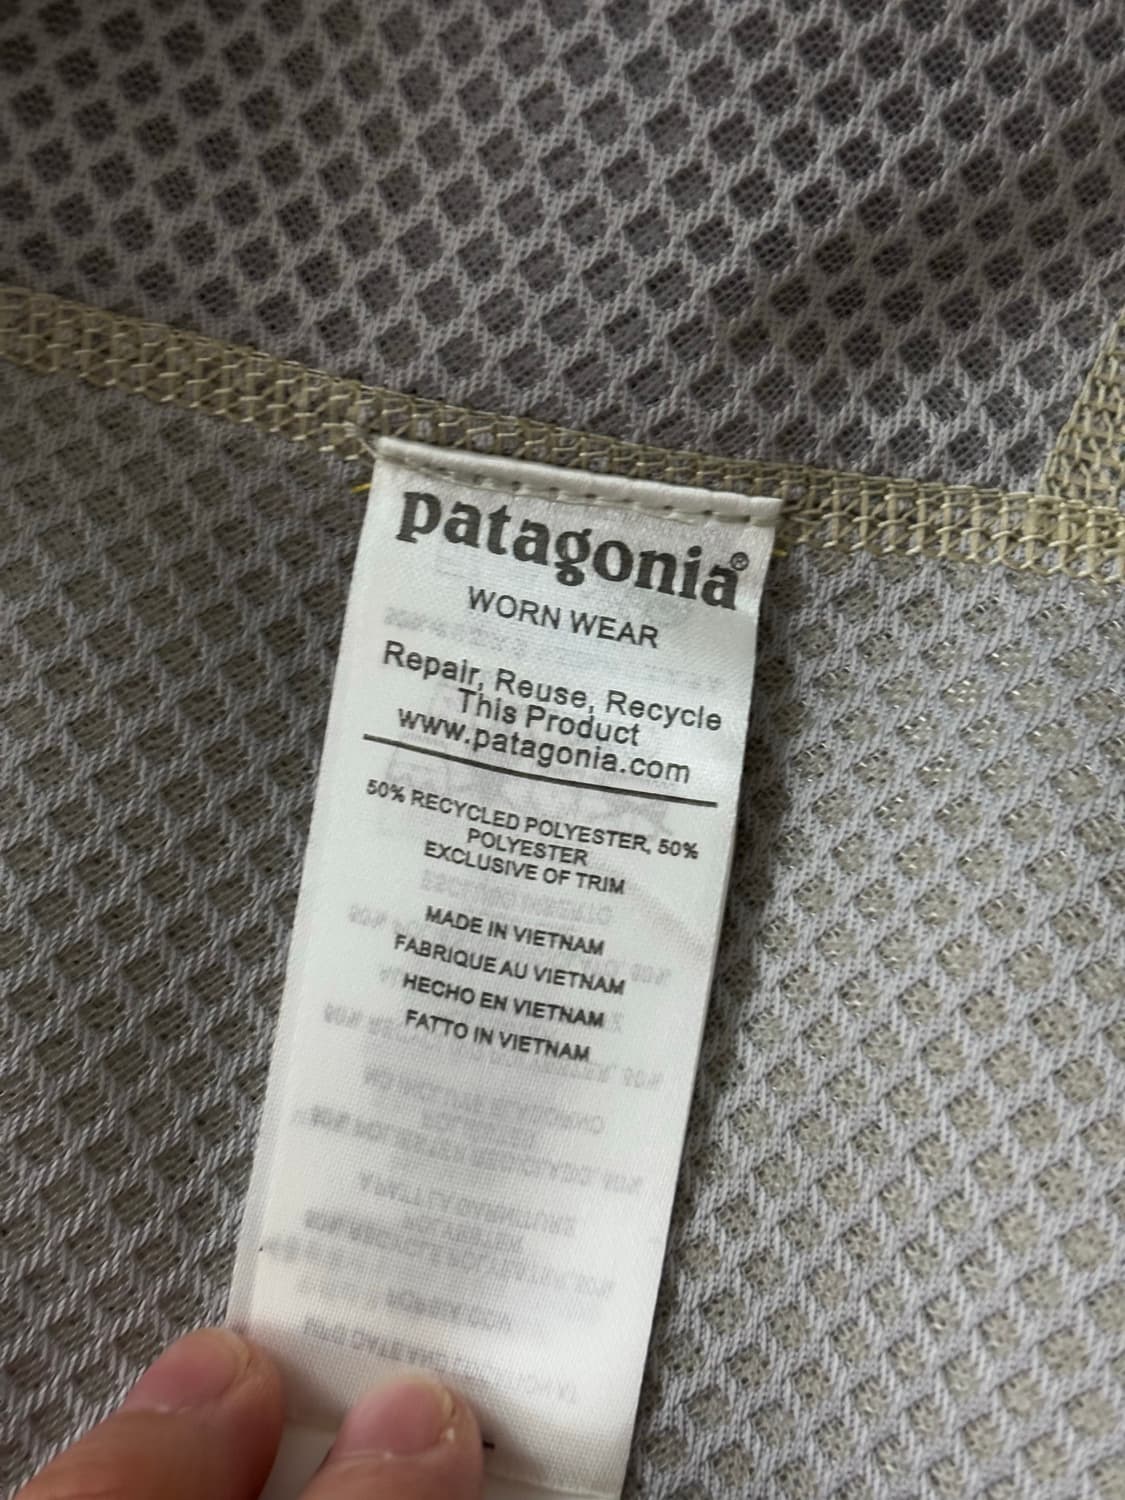 patagonia®
WORN WEAR
Repair, Reuse, Recycle
This Product
www.patagonia.com
50% RECYCLED POLYESTER, 50%
POLYESTER
EXCLUSIVE OF TRIM
MADE IN VIETNAM
FABRIQUE AU VIETNAM
HECHO EN VIETNAM
FATTO IN VIETNAM